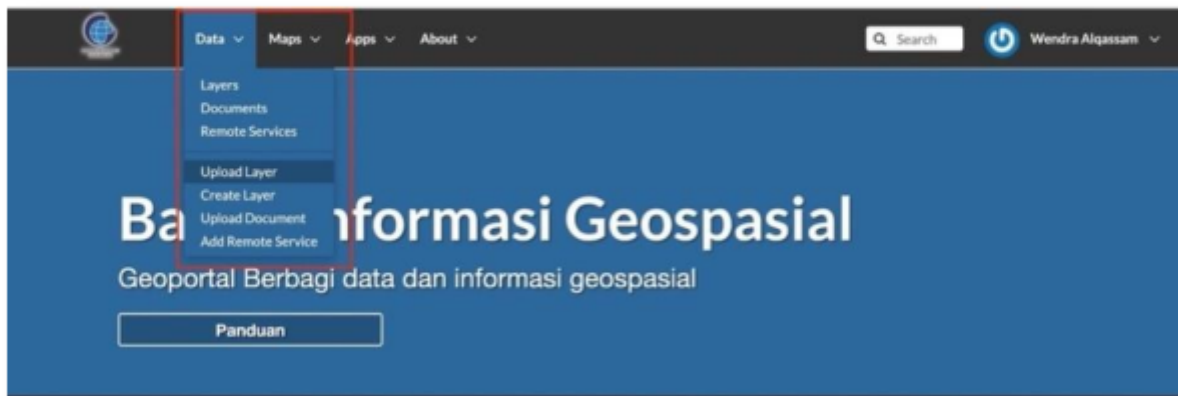 Data Maps Apps About Search Wendra Alqassam
Layers
Documents
Remote Services
Upload Layer
Create Layer
Upload Document
Add Remote Service
Informasi Geospasial
Geoportal Berbagi data dan informasi geospasial
Panduan